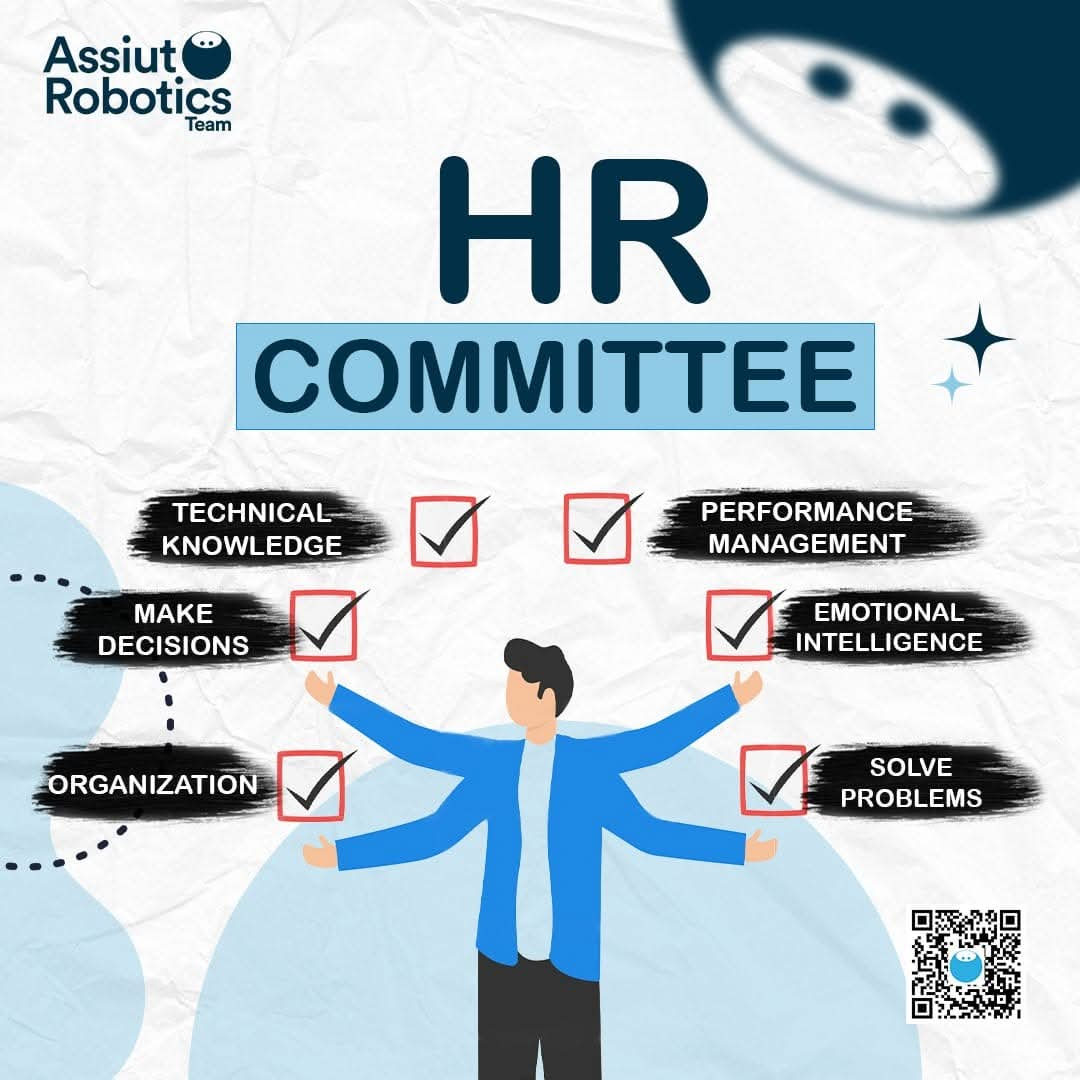 Assiut
Robotics
Team
HR
COMMITTEE
TECHNICAL
KNOWLEDGE
PERFORMANCE
MANAGEMENT
MAKE
DECISIONS
EMOTIONAL
INTELLIGENCE
ORGANIZATION
SOLVE
PROBLEMS